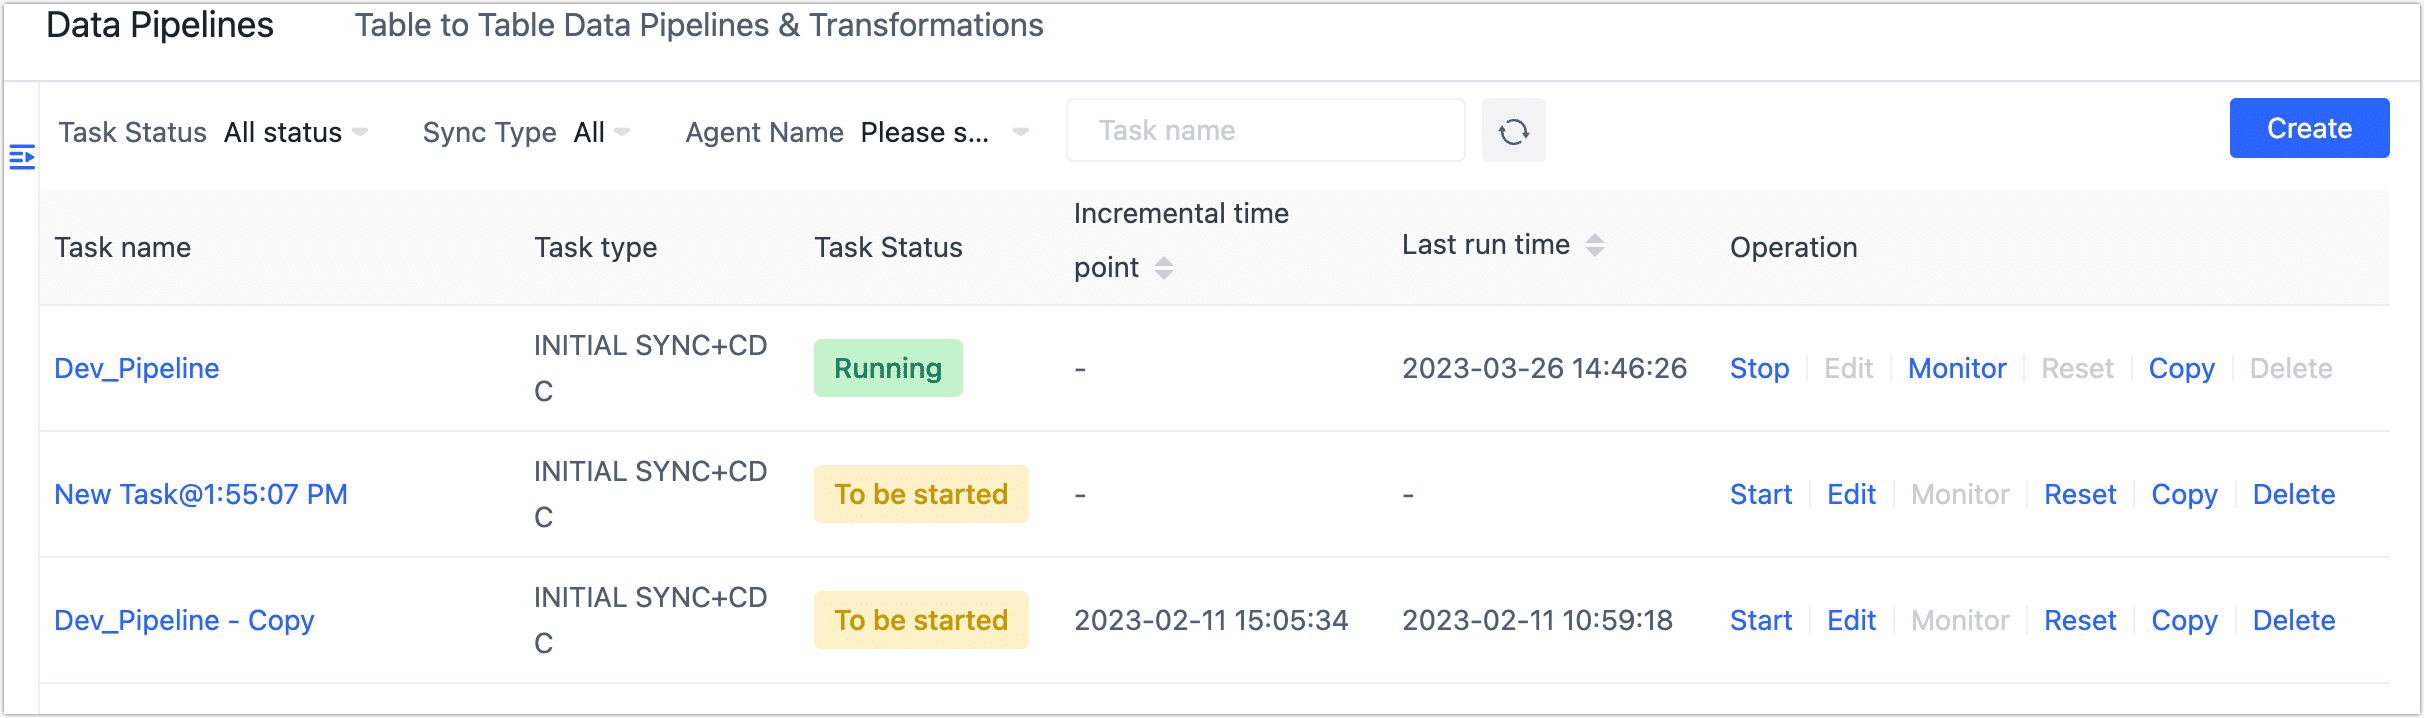 Data Pipelines Table to Table Data Pipelines & Transformations
Task Status All status Sync Type All Agent Name Please s... Task name Create
Task name Task type Task Status Incremental time point Last run time Operation
Dev_Pipeline INITIAL SYNC+CD
C Running - 2023-03-26 14:46:26 Stop Edit Monitor Reset Copy Delete
New Task@1:55:07 PM INITIAL SYNC+CD
C To be started - - Start Edit Monitor Reset Copy Delete
Dev_Pipeline - Copy INITIAL SYNC+CD
C To be started 2023-02-11 15:05:34 2023-02-11 10:59:18 Start Edit Monitor Reset Copy Delete